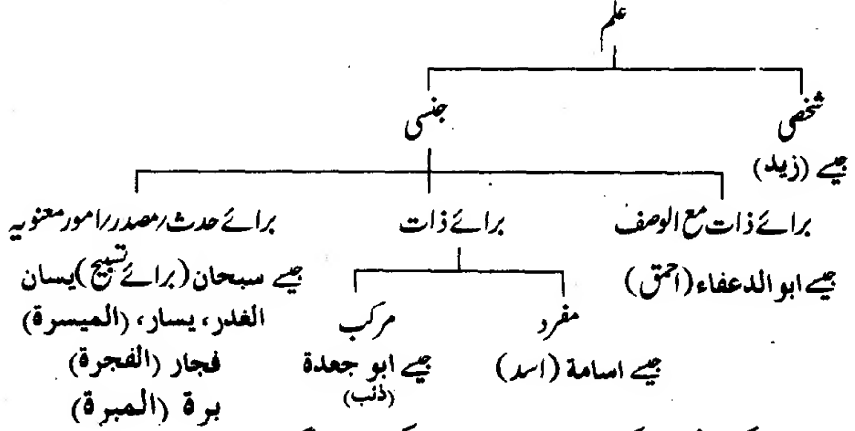 علم
شخصی
جنسی
جیسے (زید)
برائے ذات مع الوصف
برائے ذات
برائے حدث/مصدر/امور معنویہ
جیسے ابو الدعفاء (احمق)
جیسے سبحان (برائے تسبیح) یسان
مفرد
مرکب
الغدر، یسار، (المیسرة)
جیسے اسامة (اسد)
جیسے ابو جعدة
فجار (الفجرة)
(ذئب)
برة (المبرة)